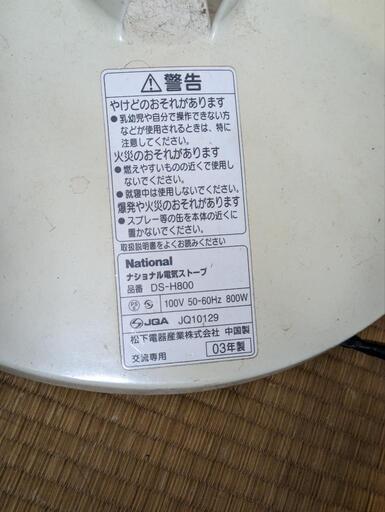 警告
やけどのおそれがあります
●乳幼児や自分で操作できない方
などが使用されるときは、特に
注意してください。
火災のおそれがあります
●燃えやすいものの近くで使用し
ないでください。
●就寝中は使用しないでください。
爆発や火災のおそれがあります
●スプレー等の缶を本体の近くに
置かないでください。
取扱説明書をよくお読みください
National
ナショナル電気ストーブ
品番 DS-H800
100V 50-60Hz 800W
JQA JQ10129
松下電器産業株式会社 中国製
交流専用 03年製